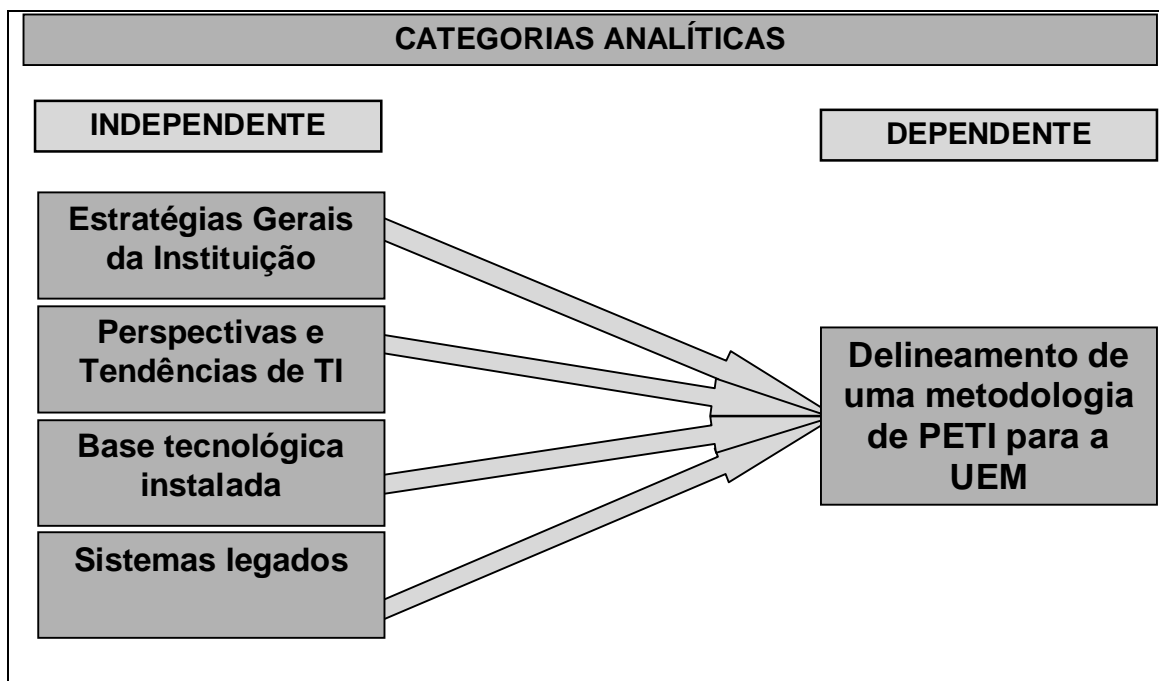 CATEGORIAS ANALÍTICAS
INDEPENDENTE
DEPENDENTE
Estratégias Gerais
da Instituição
Perspectivas e
Tendências de TI
Base tecnológica
instalada
Sistemas legados
Delineamento de
uma metodologia
de PETI para a
UEM